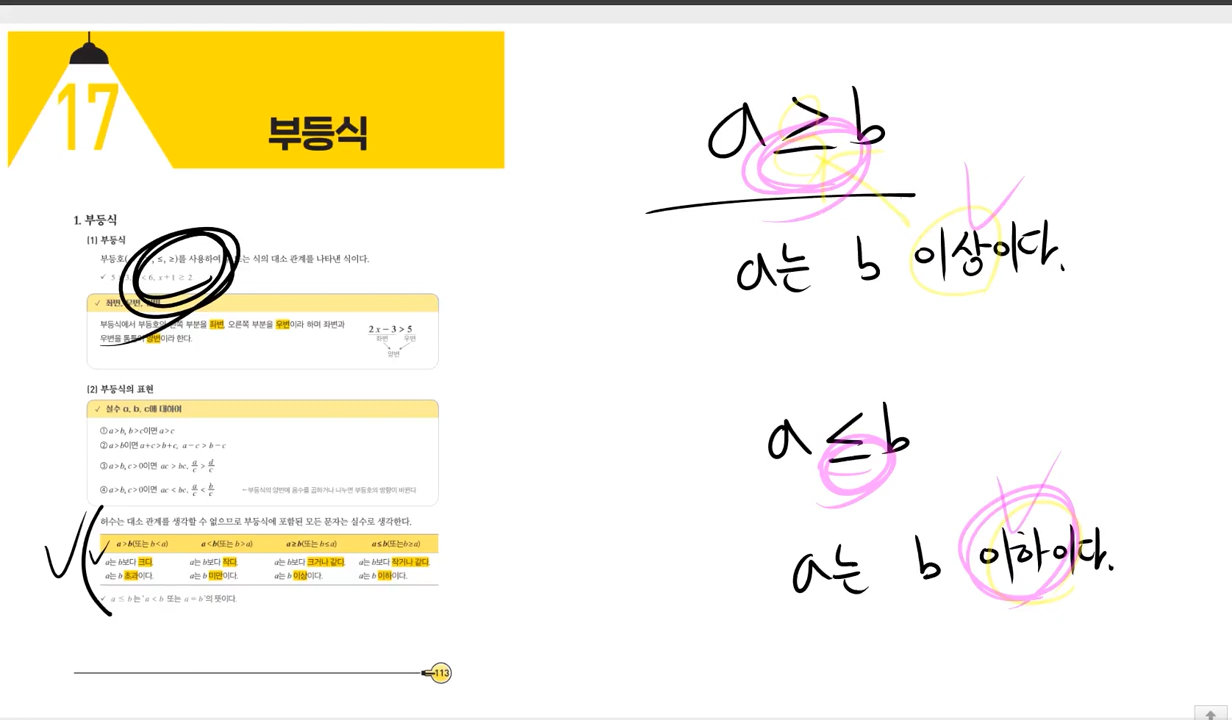 17
부등식
1. 부등식
(1) 부등식
부등호( ≤, ≥)를 사용하여 는 식의 대소 관계를 나타낸 식이다.
✓ 5 < 6, x+1 ≥ 2
✓ 좌변, 우변,
부등식에서 부등호의 왼쪽 부분을 좌변, 오른쪽 부분을 우변이라 하며 좌변과
우변을 통틀어 양변이라 한다.
2x − 3 > 5
좌변 우변
양변
(2) 부등식의 표현
✓ 실수 a, b, c에 대하여
① a>b, b>c이면 a>c
② a>b이면 a+c>b+c, a−c > b−c
③ a>b, c>0이면 ac > bc, a/c > d/c
④ a>b, c>0이면 ac < bc, a/c < b/c ←부등식의 양변에 음수를 곱하거나 나누면 부등호의 방향이 바뀐다
허수는 대소 관계를 생각할 수 없으므로 부등식에 포함된 모든 문자는 실수로 생각한다.
a>b(또는 b<a) a<b(또는 b>a) a≥b(또는 b≤a) a≤b(또는b≥a)
a는 b보다 크다. a는 b보다 작다. a는 b보다 크거나 같다. a는 b보다 작거나 같다.
a는 b 초과이다. a는 b 미만이다. a는 b 이상이다. a는 b 이하이다.
✓ a ≤ b 는 'a < b 또는 a = b'의 뜻이다.
113
a ≥ b
a는 b 이상이다.
a ≤ b
a는 b 이하이다.